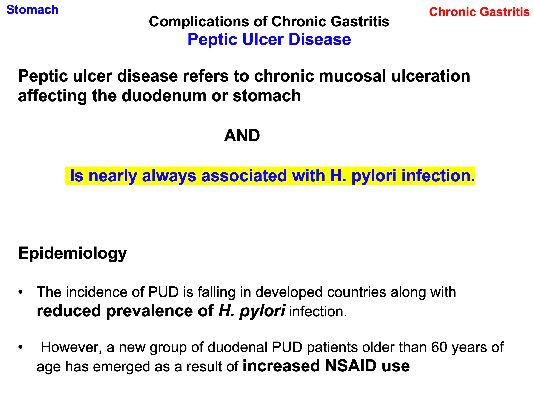 Stomach
Chronic Gastritis
Complications of Chronic Gastritis
Peptic Ulcer Disease
Peptic ulcer disease refers to chronic mucosal ulceration
affecting the duodenum or stomach
AND
Is nearly always associated with H. pylori infection.
Epidemiology
• The incidence of PUD is falling in developed countries along with
reduced prevalence of H. pylori infection.
• However, a new group of duodenal PUD patients older than 60 years of
age has emerged as a result of increased NSAID use